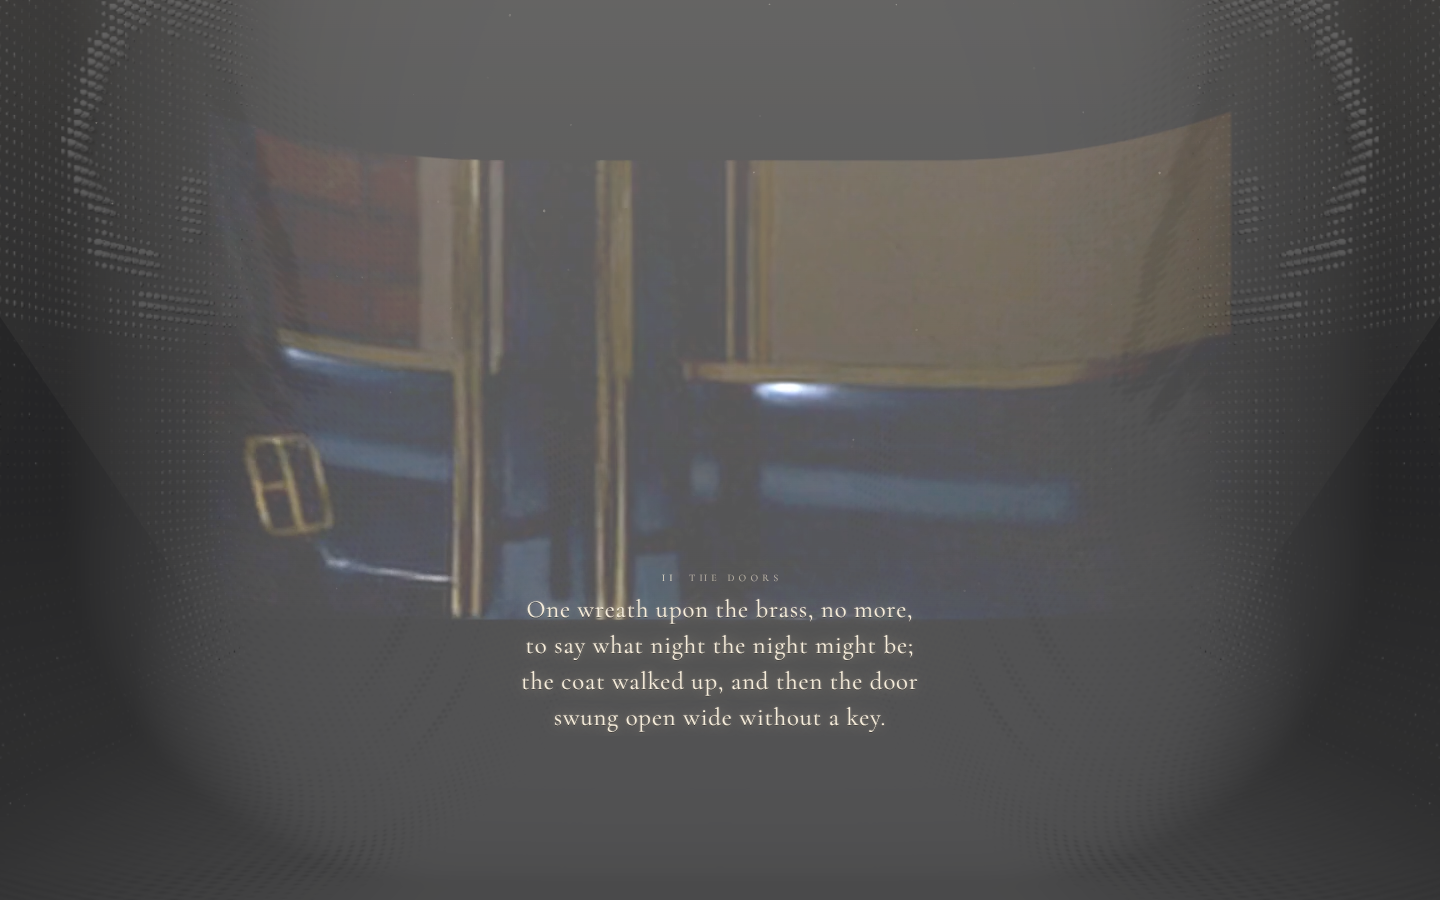 II THE DOORS
One wreath upon the brass, no more,
to say what night the night might be;
the coat walked up, and then the door
swung open wide without a key.